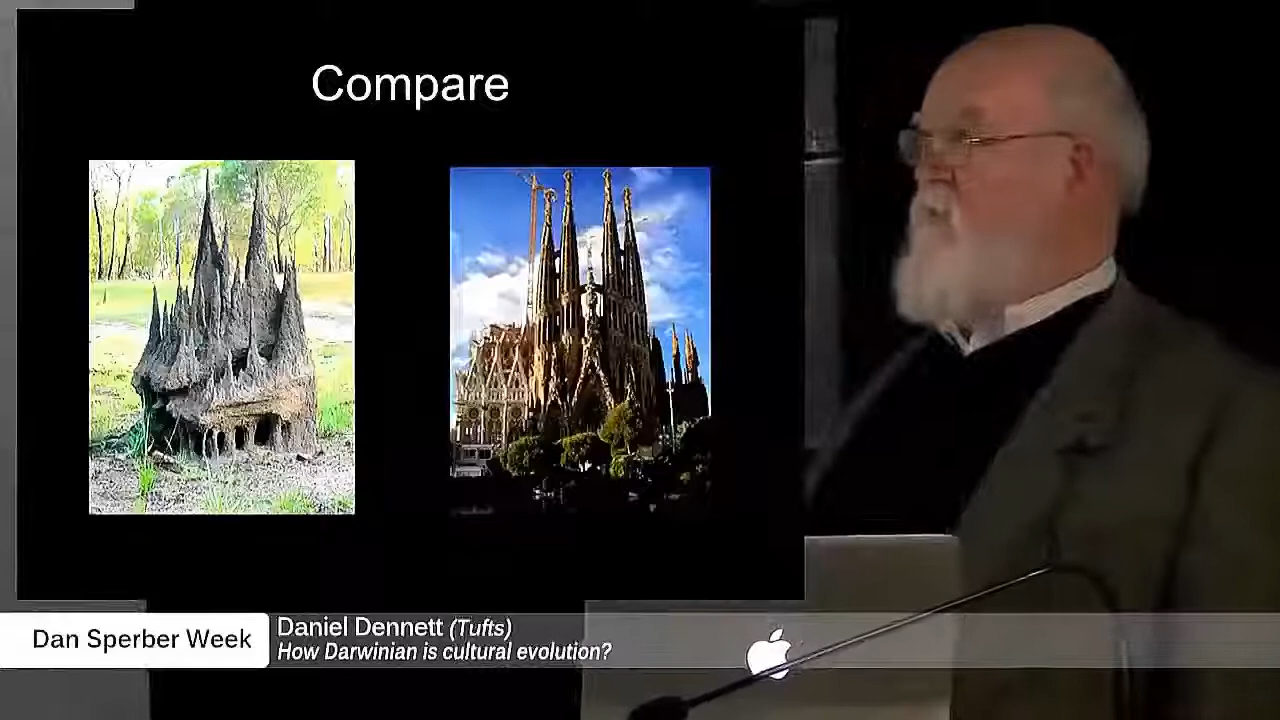 Compare
Dan Sperber Week
Daniel Dennett (Tufts)
How Darwinian is cultural evolution?